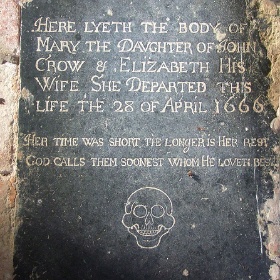 Here lyeth the body of
Mary the Daughter of John
Crow & Elizabeth His
Wife She Departed this
life the 28 of April 1666
Her time was short the longer is Her rest
God calls them soonest whom He loveth best